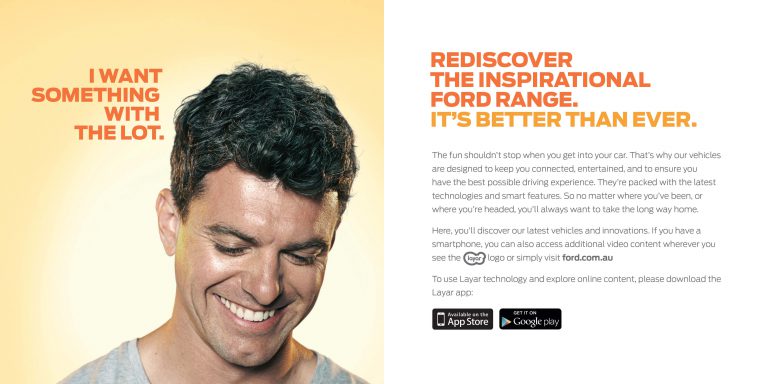 I WANT
SOMETHING
WITH
THE LOT.
REDISCOVER
THE INSPIRATIONAL
FORD RANGE.
IT'S BETTER THAN EVER.
The fun shouldn't stop when you get into your car. That's why our vehicles
are designed to keep you connected, entertained, and to ensure you
have the best possible driving experience. They're packed with the latest
technologies and smart features. So no matter where you've been, or
where you're headed, you'll always want to take the long way home.
Here, you'll discover our latest vehicles and innovations. If you have a
smartphone, you can also access additional video content wherever you
see the layar logo or simply visit ford.com.au
To use Layar technology and explore online content, please download the
Layar app:
Available on the
App Store
GET IT ON
Google play